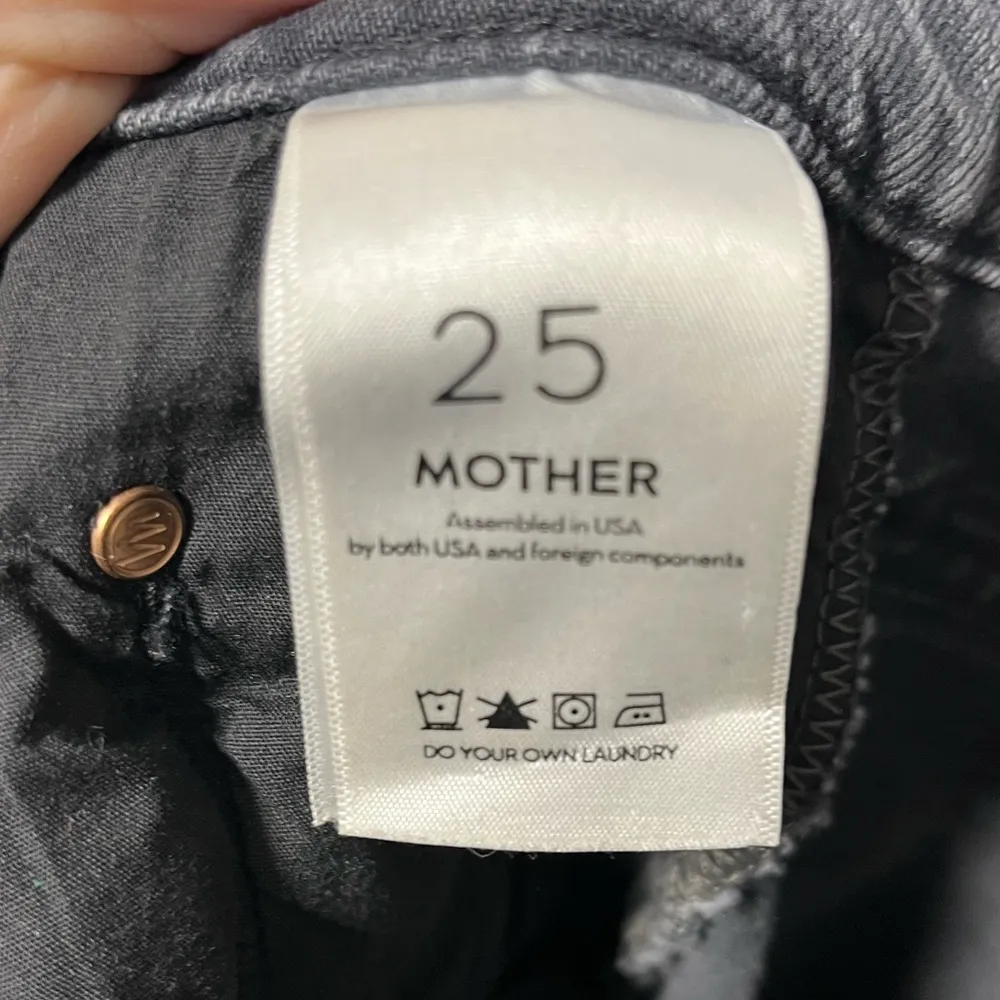 25
MOTHER
Assembled in USA
by both USA and foreign components
DO YOUR OWN LAUNDRY